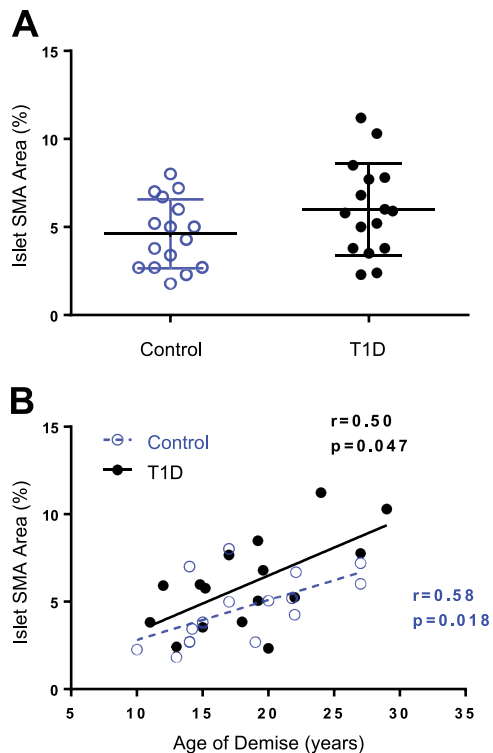 A
15
10
5
0
Islet SMA Area (%)
Control
T1D
B
15
10
5
0
Islet SMA Area (%)
Control
T1D
r=0.50
p=0.047
r=0.58
p=0.018
5
10
15
20
25
30
35
Age of Demise (years)